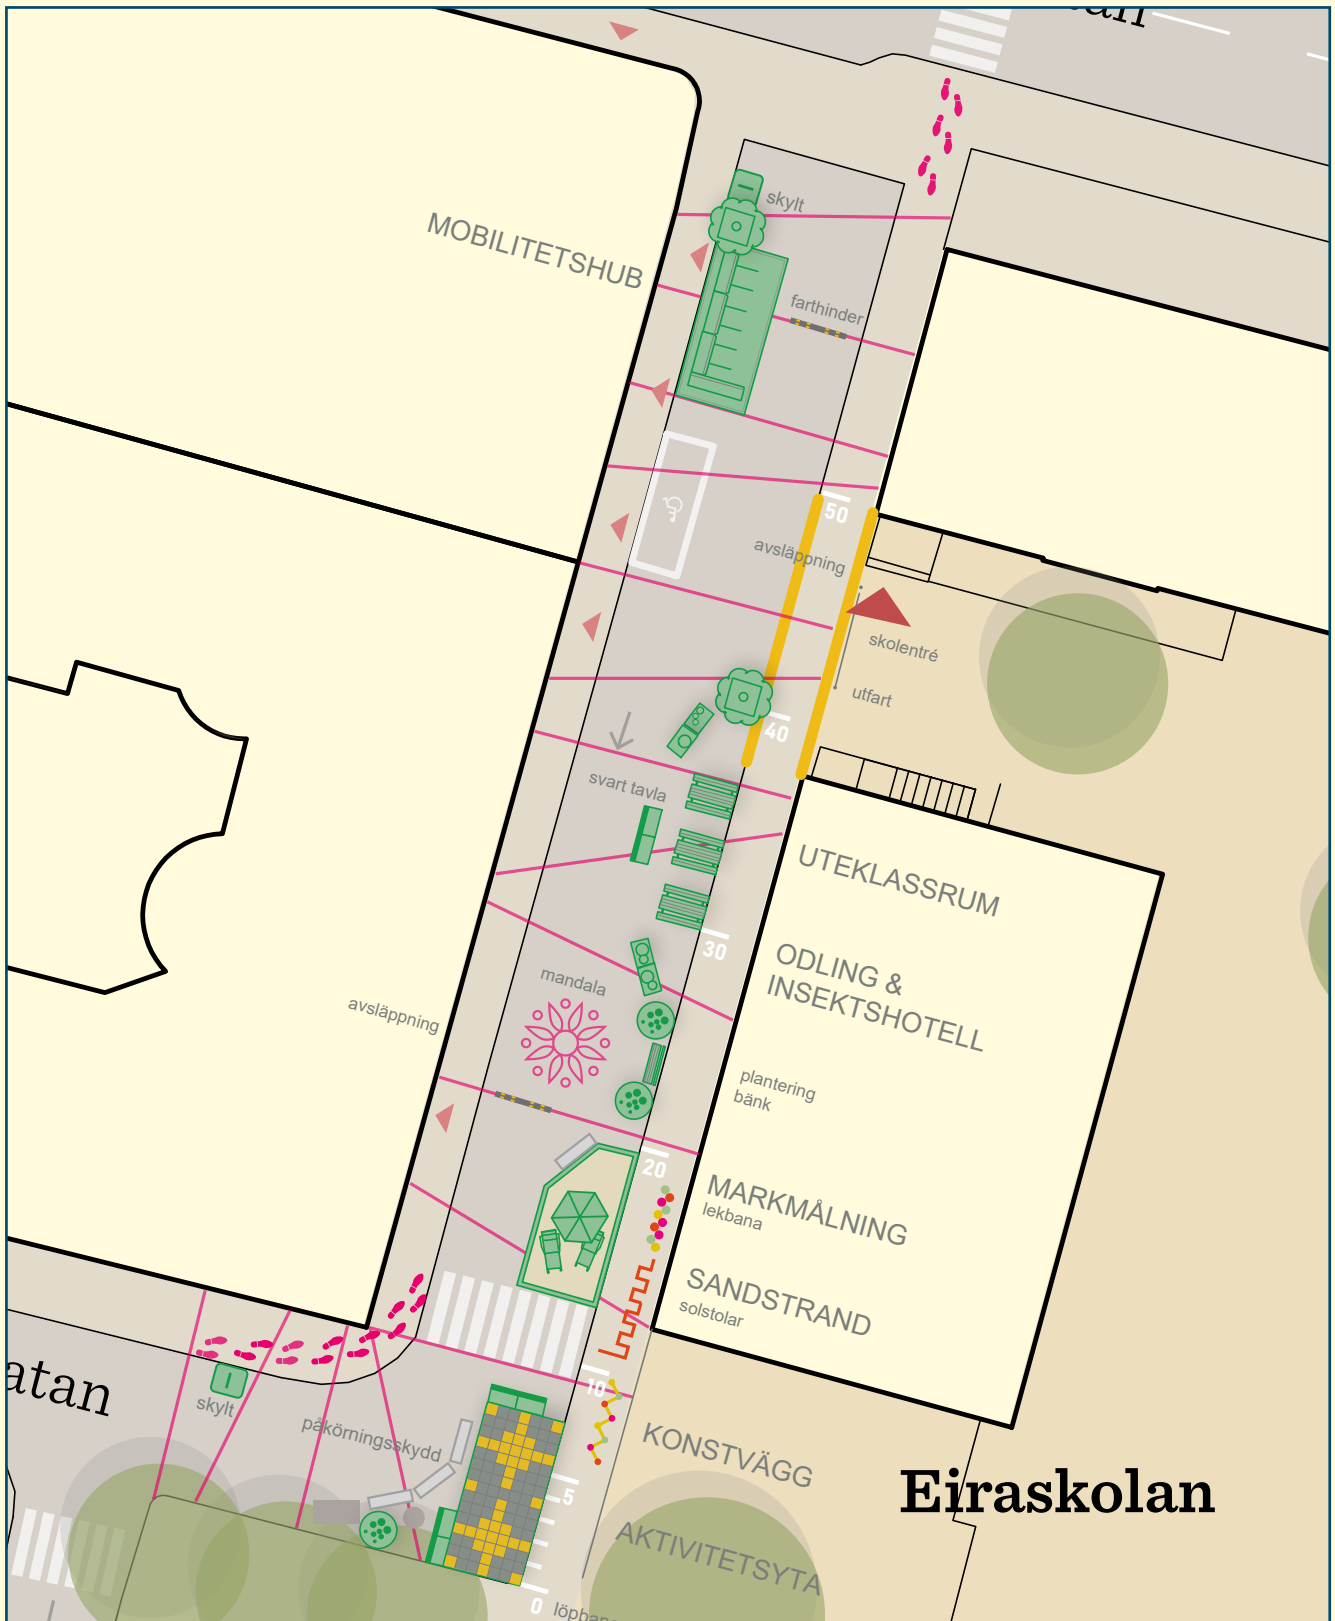 MOBILITETSHUB
skylt
farthinder
50
avsläppning
skolentré
utfart
40
svart tavla
UTEKLASSRUM
30
ODLING &
INSEKTSHOTELL
mandala
avsläppning
plantering
bänk
20
MARKMÅLNING
lekbana
SANDSTRAND
solstolar
atan
skylt
påkörningsskydd
10
KONSTVÄGG
Eiraskolan
5
AKTIVITETSYTA
0